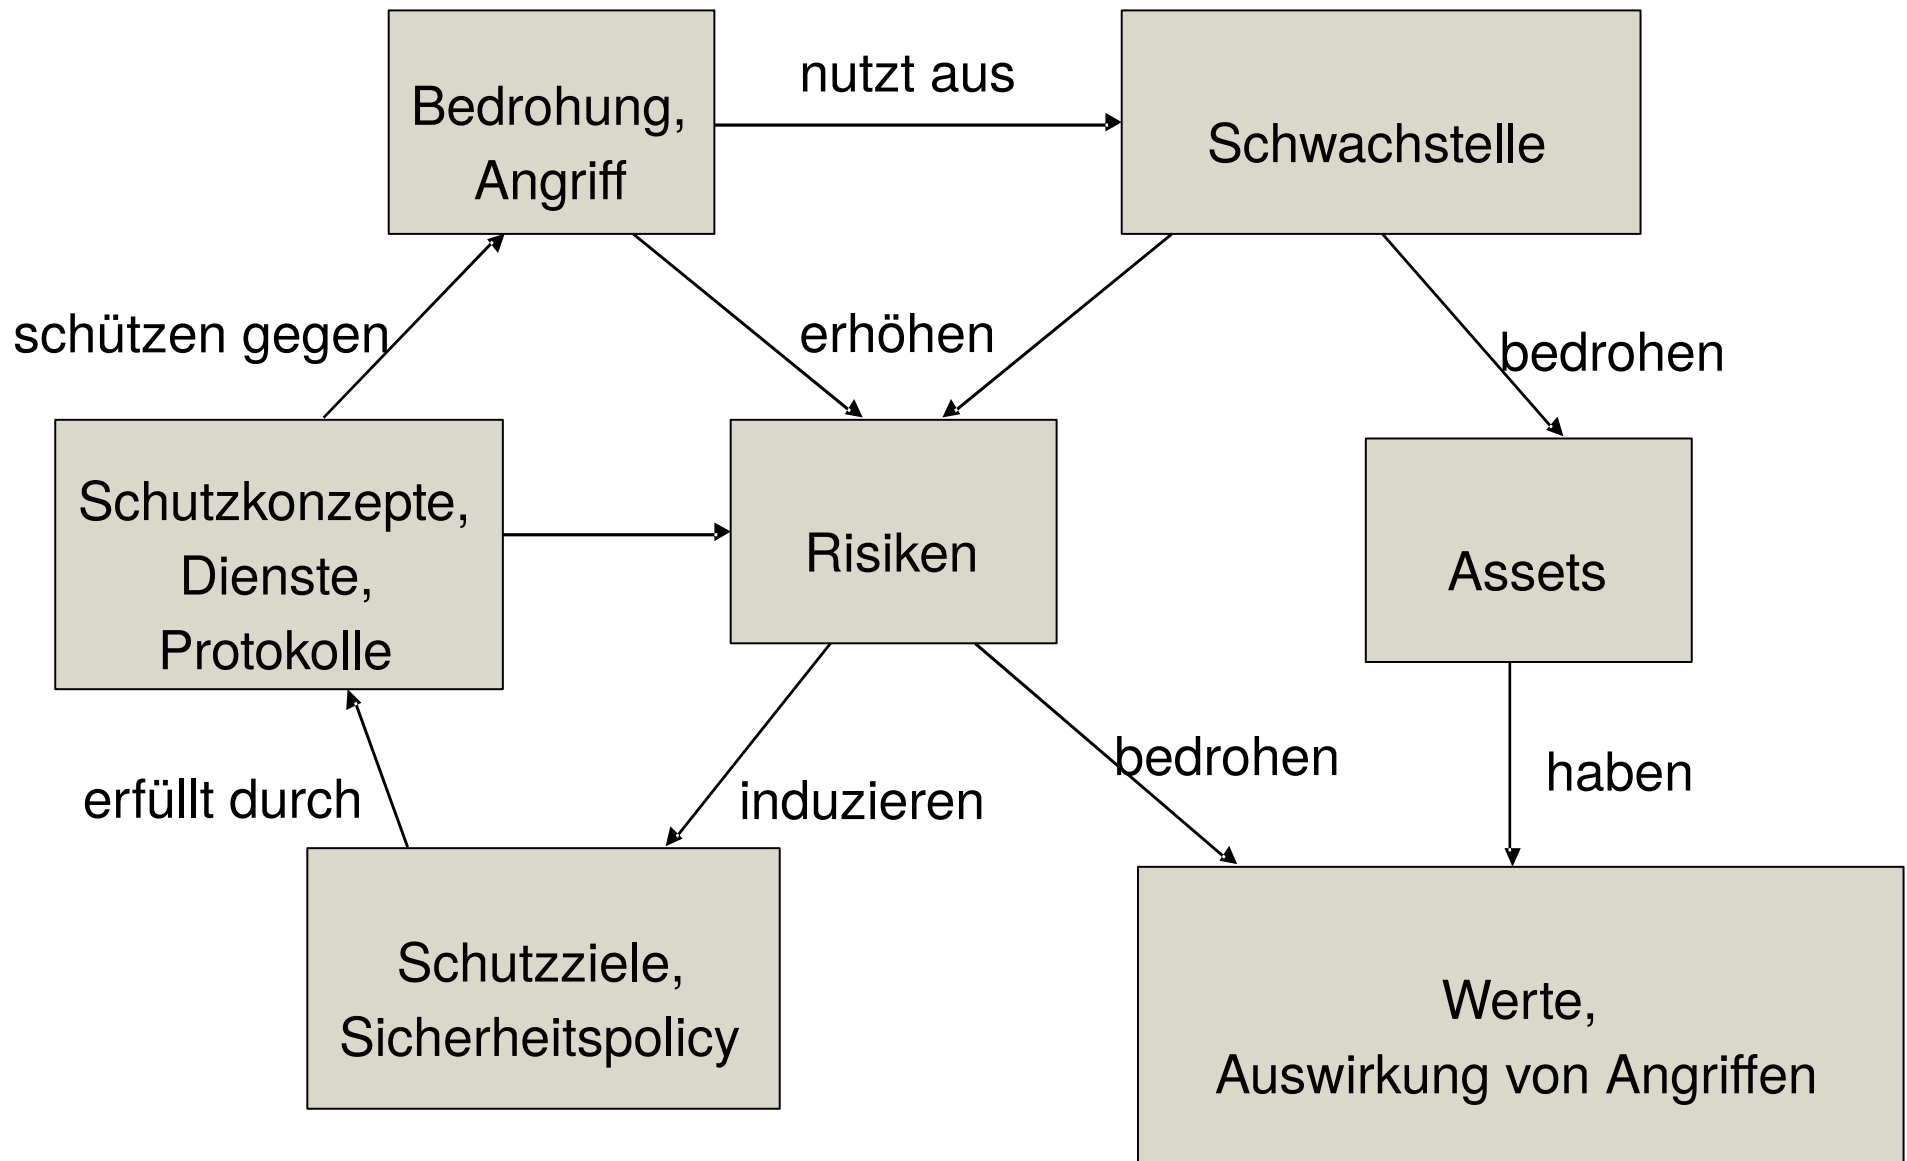 nutzt aus
Bedrohung,
Angriff
Schwachstelle
schützen gegen
erhöhen
bedrohen
Schutzkonzepte,
Dienste,
Protokolle
Risiken
Assets
erfüllt durch
induzieren
bedrohen
haben
Schutzziele,
Sicherheitspolicy
Werte,
Auswirkung von Angriffen